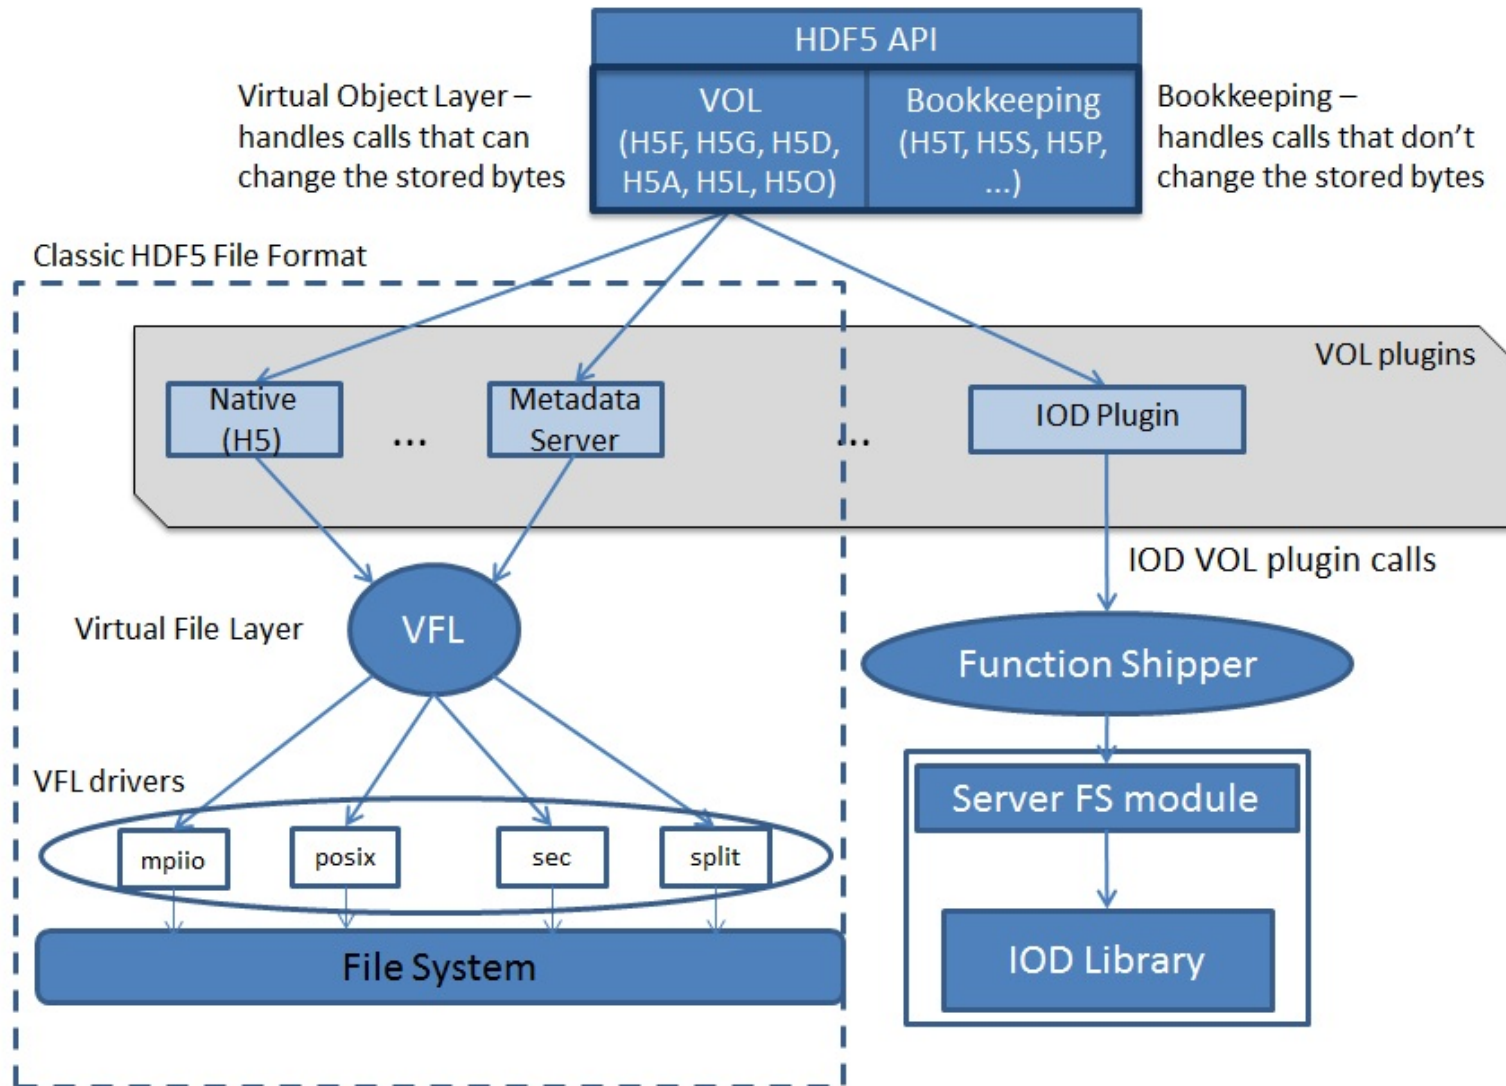 HDF5 API
Virtual Object Layer –
handles calls that can
change the stored bytes
VOL
(H5F, H5G, H5D,
H5A, H5L, H5O)
Bookkeeping
(H5T, H5S, H5P,
...)
Bookkeeping –
handles calls that don't
change the stored bytes
Classic HDF5 File Format
VOL plugins
Native
(H5)
...
Metadata
Server
...
IOD Plugin
IOD VOL plugin calls
Virtual File Layer
VFL
Function Shipper
VFL drivers
mpiio
posix
sec
split
Server FS module
File System
IOD Library